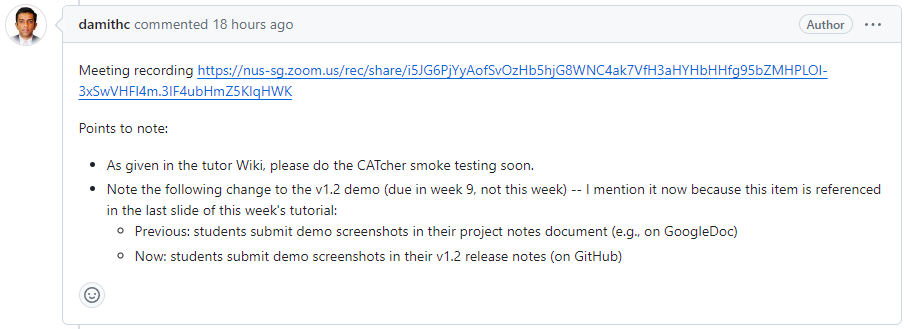 damithc commented 18 hours ago
Author
Meeting recording https://nus-sg.zoom.us/rec/share/i5JG6PjYyAofSvOzHb5hjG8WNC4ak7VfH3aHYHbHHfg95bZMHPLOI-
3xSwVHFI4m.3IF4ubHmZ5KIqHWK
Points to note:
As given in the tutor Wiki, please do the CATcher smoke testing soon.
Note the following change to the v1.2 demo (due in week 9, not this week) -- I mention it now because this item is referenced
in the last slide of this week's tutorial:
Previous: students submit demo screenshots in their project notes document (e.g., on GoogleDoc)
Now: students submit demo screenshots in their v1.2 release notes (on GitHub)